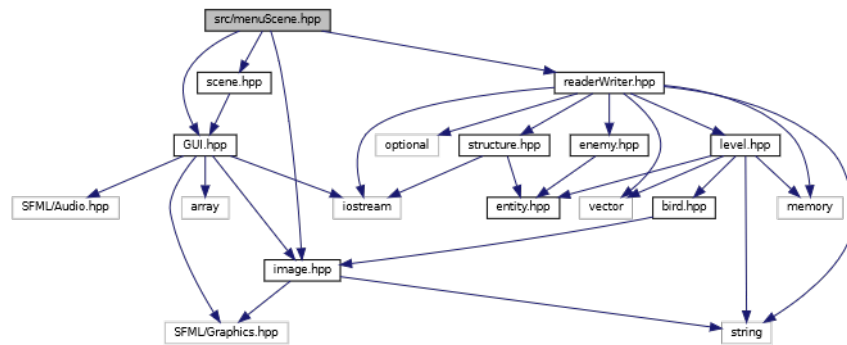 src/menuScene.hpp
scene.hpp
readerWriter.hpp
GUI.hpp
optional
structure.hpp
enemy.hpp
level.hpp
SFML/Audio.hpp
array
iostream
entity.hpp
vector
bird.hpp
memory
image.hpp
SFML/Graphics.hpp
string